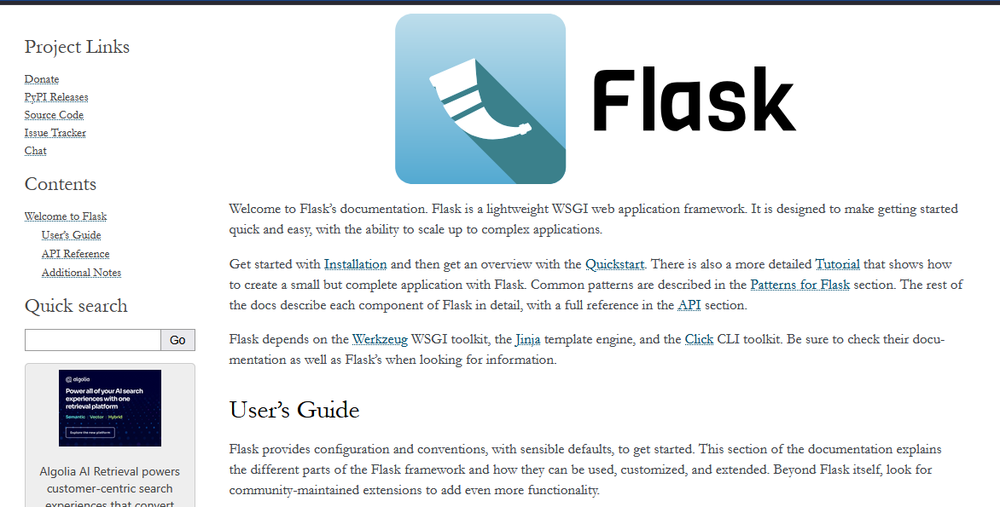 Project Links
Donate
PyPI Releases
Source Code
Issue Tracker
Chat
Contents
Welcome to Flask
User's Guide
API Reference
Additional Notes
Quick search
Go
algolia
Power all of your AI search
experiences with one
retrieval platform
Semantic Vector Hybrid
Explore the new platform
Algolia AI Retrieval powers
customer-centric search
experiences that convert
Flask
Welcome to Flask’s documentation. Flask is a lightweight WSGI web application framework. It is designed to make getting started
quick and easy, with the ability to scale up to complex applications.
Get started with Installation and then get an overview with the Quickstart. There is also a more detailed Tutorial that shows how
to create a small but complete application with Flask. Common patterns are described in the Patterns for Flask section. The rest of
the docs describe each component of Flask in detail, with a full reference in the API section.
Flask depends on the Werkzeug WSGI toolkit, the Jinja template engine, and the Click CLI toolkit. Be sure to check their docu-
mentation as well as Flask’s when looking for information.
User’s Guide
Flask provides configuration and conventions, with sensible defaults, to get started. This section of the documentation explains
the different parts of the Flask framework and how they can be used, customized, and extended. Beyond Flask itself, look for
community-maintained extensions to add even more functionality.